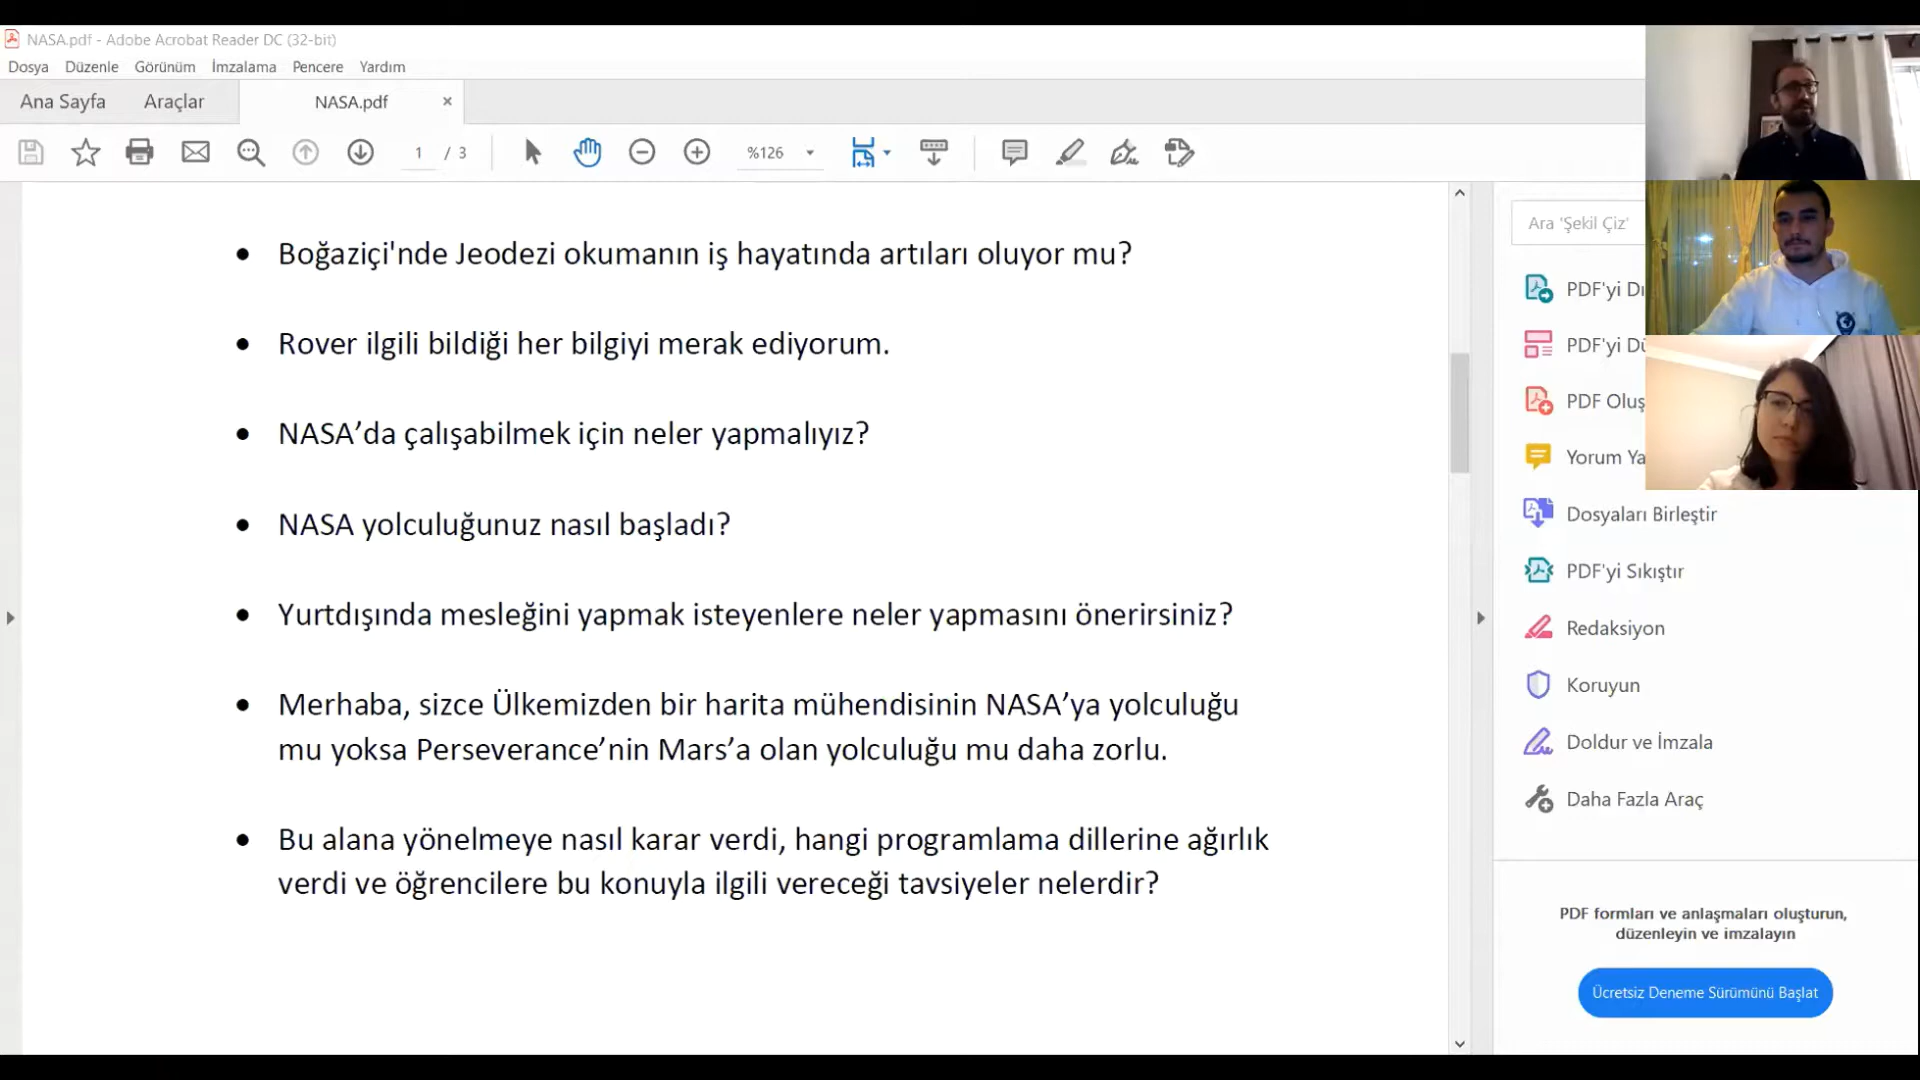 NASA.pdf - Adobe Acrobat Reader DC (32-bit)
Dosya Düzenle Görünüm İmzalama Pencere Yardım
Ana Sayfa Araçlar NASA.pdf ×
1 / 3 %126
Boğaziçi'nde Jeodezi okumanın iş hayatında artıları oluyor mu?
Rover ilgili bildiği her bilgiyi merak ediyorum.
NASA’da çalışabilmek için neler yapmalıyız?
NASA yolculuğunuz nasıl başladı?
Yurtdışında mesleğini yapmak isteyenlere neler yapmasını önerirsiniz?
Merhaba, sizce Ülkemizden bir harita mühendisinin NASA’ya yolculuğu
mu yoksa Perseverance’nin Mars’a olan yolculuğu mu daha zorlu.
Bu alana yönelmeye nasıl karar verdi, hangi programlama dillerine ağırlık
verdi ve öğrencilere bu konuyla ilgili vereceği tavsiyeler nelerdir?
Ara 'Şekil Çiz'
PDF'yi
PDF'yi
PDF
Yorum
Dosyaları Birleştir
PDF'yi Sıkıştır
Redaksiyon
Koruyun
Doldur ve İmzala
Daha Fazla Araç
PDF formları ve anlaşmaları oluşturun,
düzenleyin ve imzalayın
Ücretsiz Deneme Sürümünü Başlat